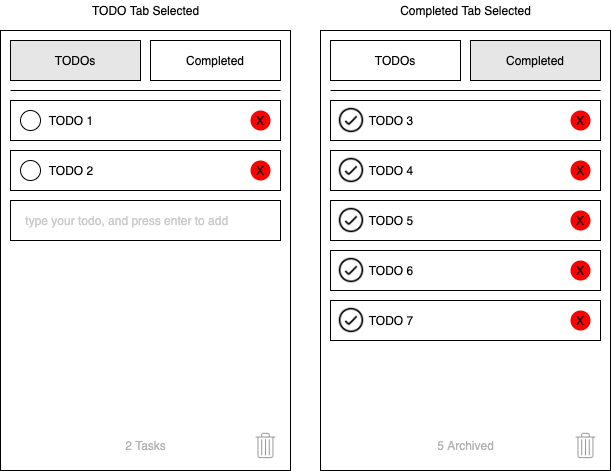 TODO Tab Selected
TODOs
Completed
TODO 1
X
TODO 2
X
type your todo, and press enter to add
2 Tasks
Completed Tab Selected
TODOs
Completed
TODO 3
X
TODO 4
X
TODO 5
X
TODO 6
X
TODO 7
X
5 Archived